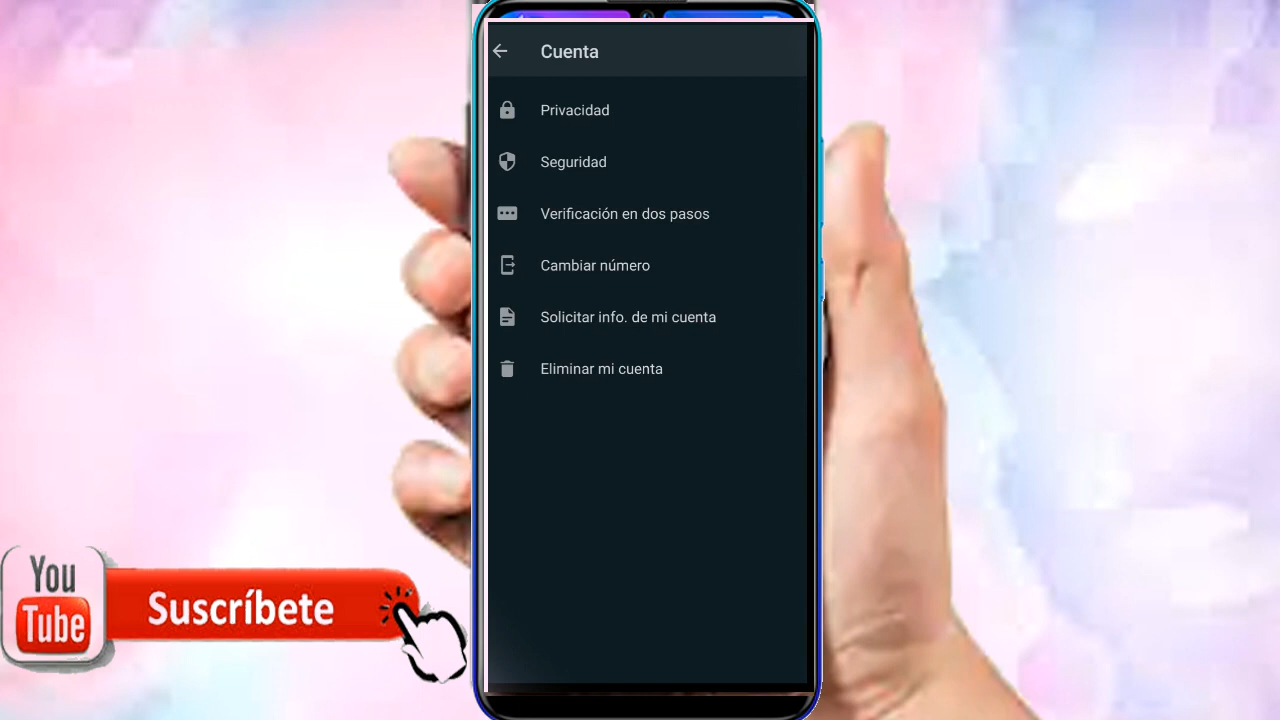 Cuenta
Privacidad
Seguridad
Verificación en dos pasos
Cambiar número
Solicitar info. de mi cuenta
Eliminar mi cuenta
You
Tube
Suscríbete